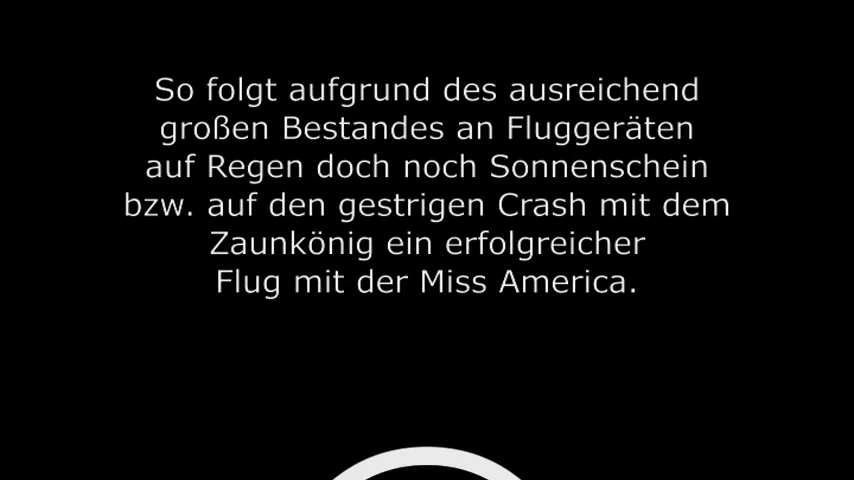 So folgt aufgrund des ausreichend
großen Bestandes an Fluggeräten
auf Regen doch noch Sonnenschein
bzw. auf den gestrigen Crash mit dem
Zaunkönig ein erfolgreicher
Flug mit der Miss America.